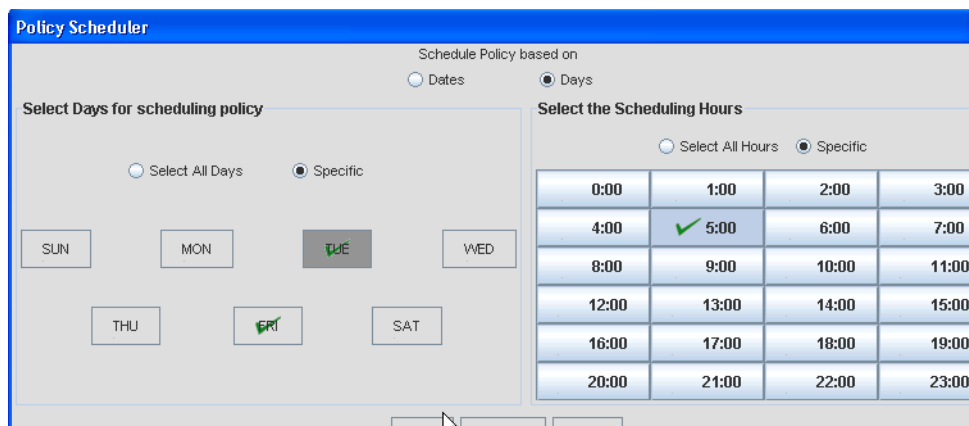 Policy Scheduler
Schedule Policy based on
Dates Days
Select Days for scheduling policy
Select All Days Specific
SUN MON TUE WED
THU FRI SAT
Select the Scheduling Hours
Select All Hours Specific
0:00 1:00 2:00 3:00
4:00 5:00 6:00 7:00
8:00 9:00 10:00 11:00
12:00 13:00 14:00 15:00
16:00 17:00 18:00 19:00
20:00 21:00 22:00 23:00